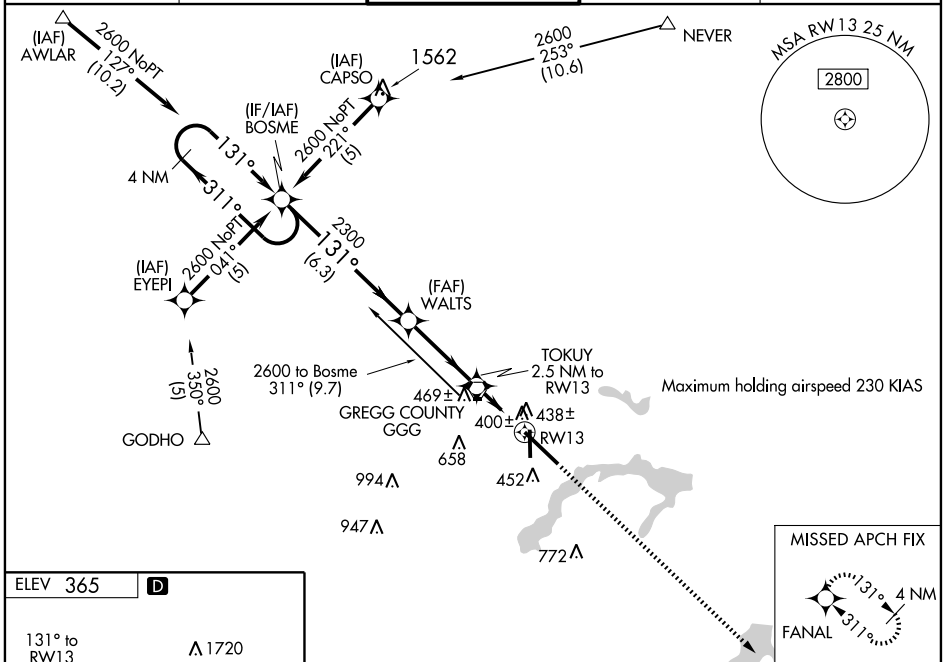 (IAF)
AWLAR
2600 NoPT
127°
(10.2)
(IAF)
CAPSO
1562
2600
253°
(10.6)
NEVER
MSA RW13 25 NM
2800
(IF/IAF)
BOSME
2600 NoPT
221°
(5)
131°
4 NM
311°
(IAF)
EYEPI
2600 NoPT
041°
(5)
2300
131°
(6.3)
(FAF)
WALTS
2600
350°
(5)
GODHO
2600 to Bosme
311° (9.7)
TOKUY
2.5 NM to
RW13
Maximum holding airspeed 230 KIAS
469±
GREGG COUNTY
GGG
400±
438±
RW13
658
994
452
947
772
MISSED APCH FIX
131°
4 NM
311°
FANAL
ELEV 365
D
131° to
RW13
1720